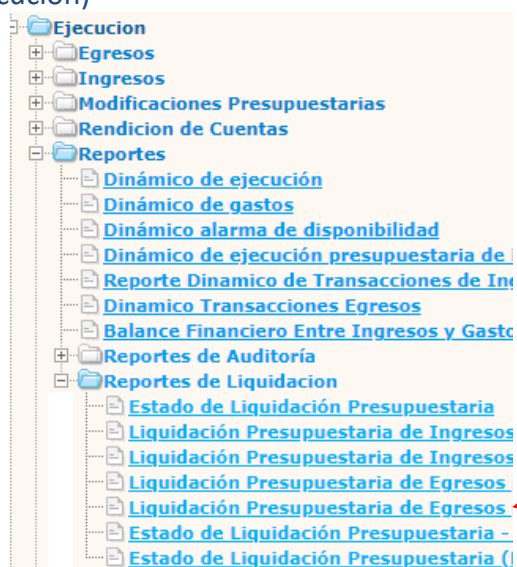 Ejecucion
Egresos
Ingresos
Modificaciones Presupuestarias
Rendicion de Cuentas
Reportes
Dinámico de ejecución
Dinámico de gastos
Dinámico alarma de disponibilidad
Dinámico de ejecución presupuestaria de
Reporte Dinamico de Transacciones de
Dinamico Transacciones Egresos
Balance Financiero Entre Ingresos y
Reportes de Auditoría
Reportes de Liquidacion
Estado de Liquidación Presupuestaria
Liquidación Presupuestaria de Ingresos
Liquidación Presupuestaria de Ingresos
Liquidación Presupuestaria de Egresos
Liquidación Presupuestaria de Egresos
Estado de Liquidación Presupuestaria -
Estado de Liquidación Presupuestaria